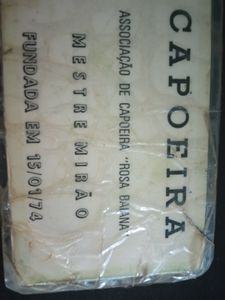 CAPOEIRA
ASSOCIAÇÃO DE CAPOEIRA "ROSA BAIANA"
MESTRE MIRÃO
FUNDADA EM 15/01/74